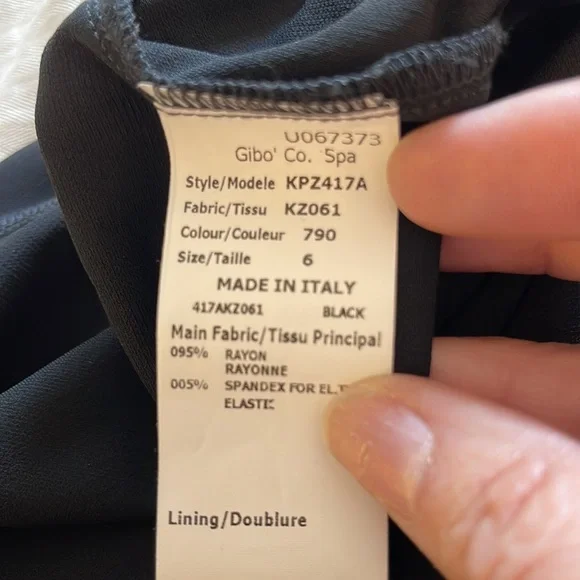 U067373
Gibo' Co. Spa
Style/Modele KPZ417A
Fabric/Tissu KZ061
Colour/Couleur 790
Size/Taille 6
MADE IN ITALY
417AKZ061 BLACK
Main Fabric/Tissu Principal
095% RAYON
RAYONNE
005% SPANDEX FOR
Lining/Doublure